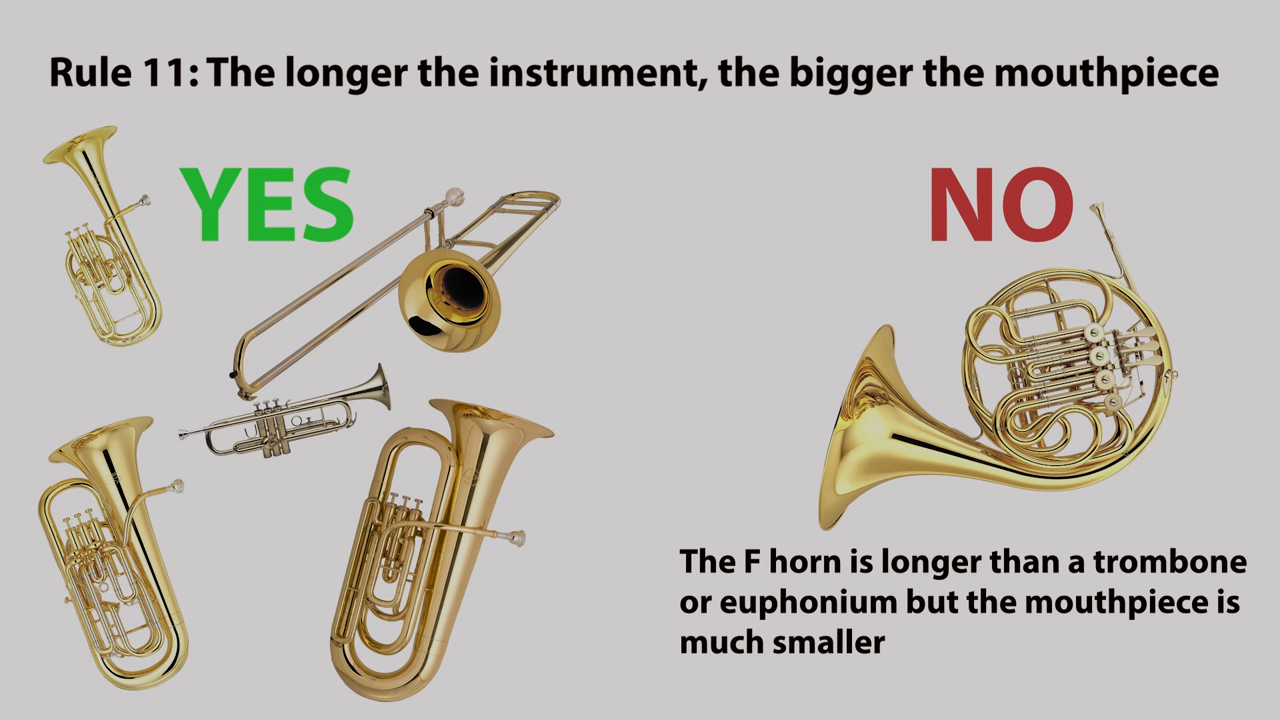 Rule 11: The longer the instrument, the bigger the mouthpiece
YES
NO
The F horn is longer than a trombone
or euphonium but the mouthpiece is
much smaller